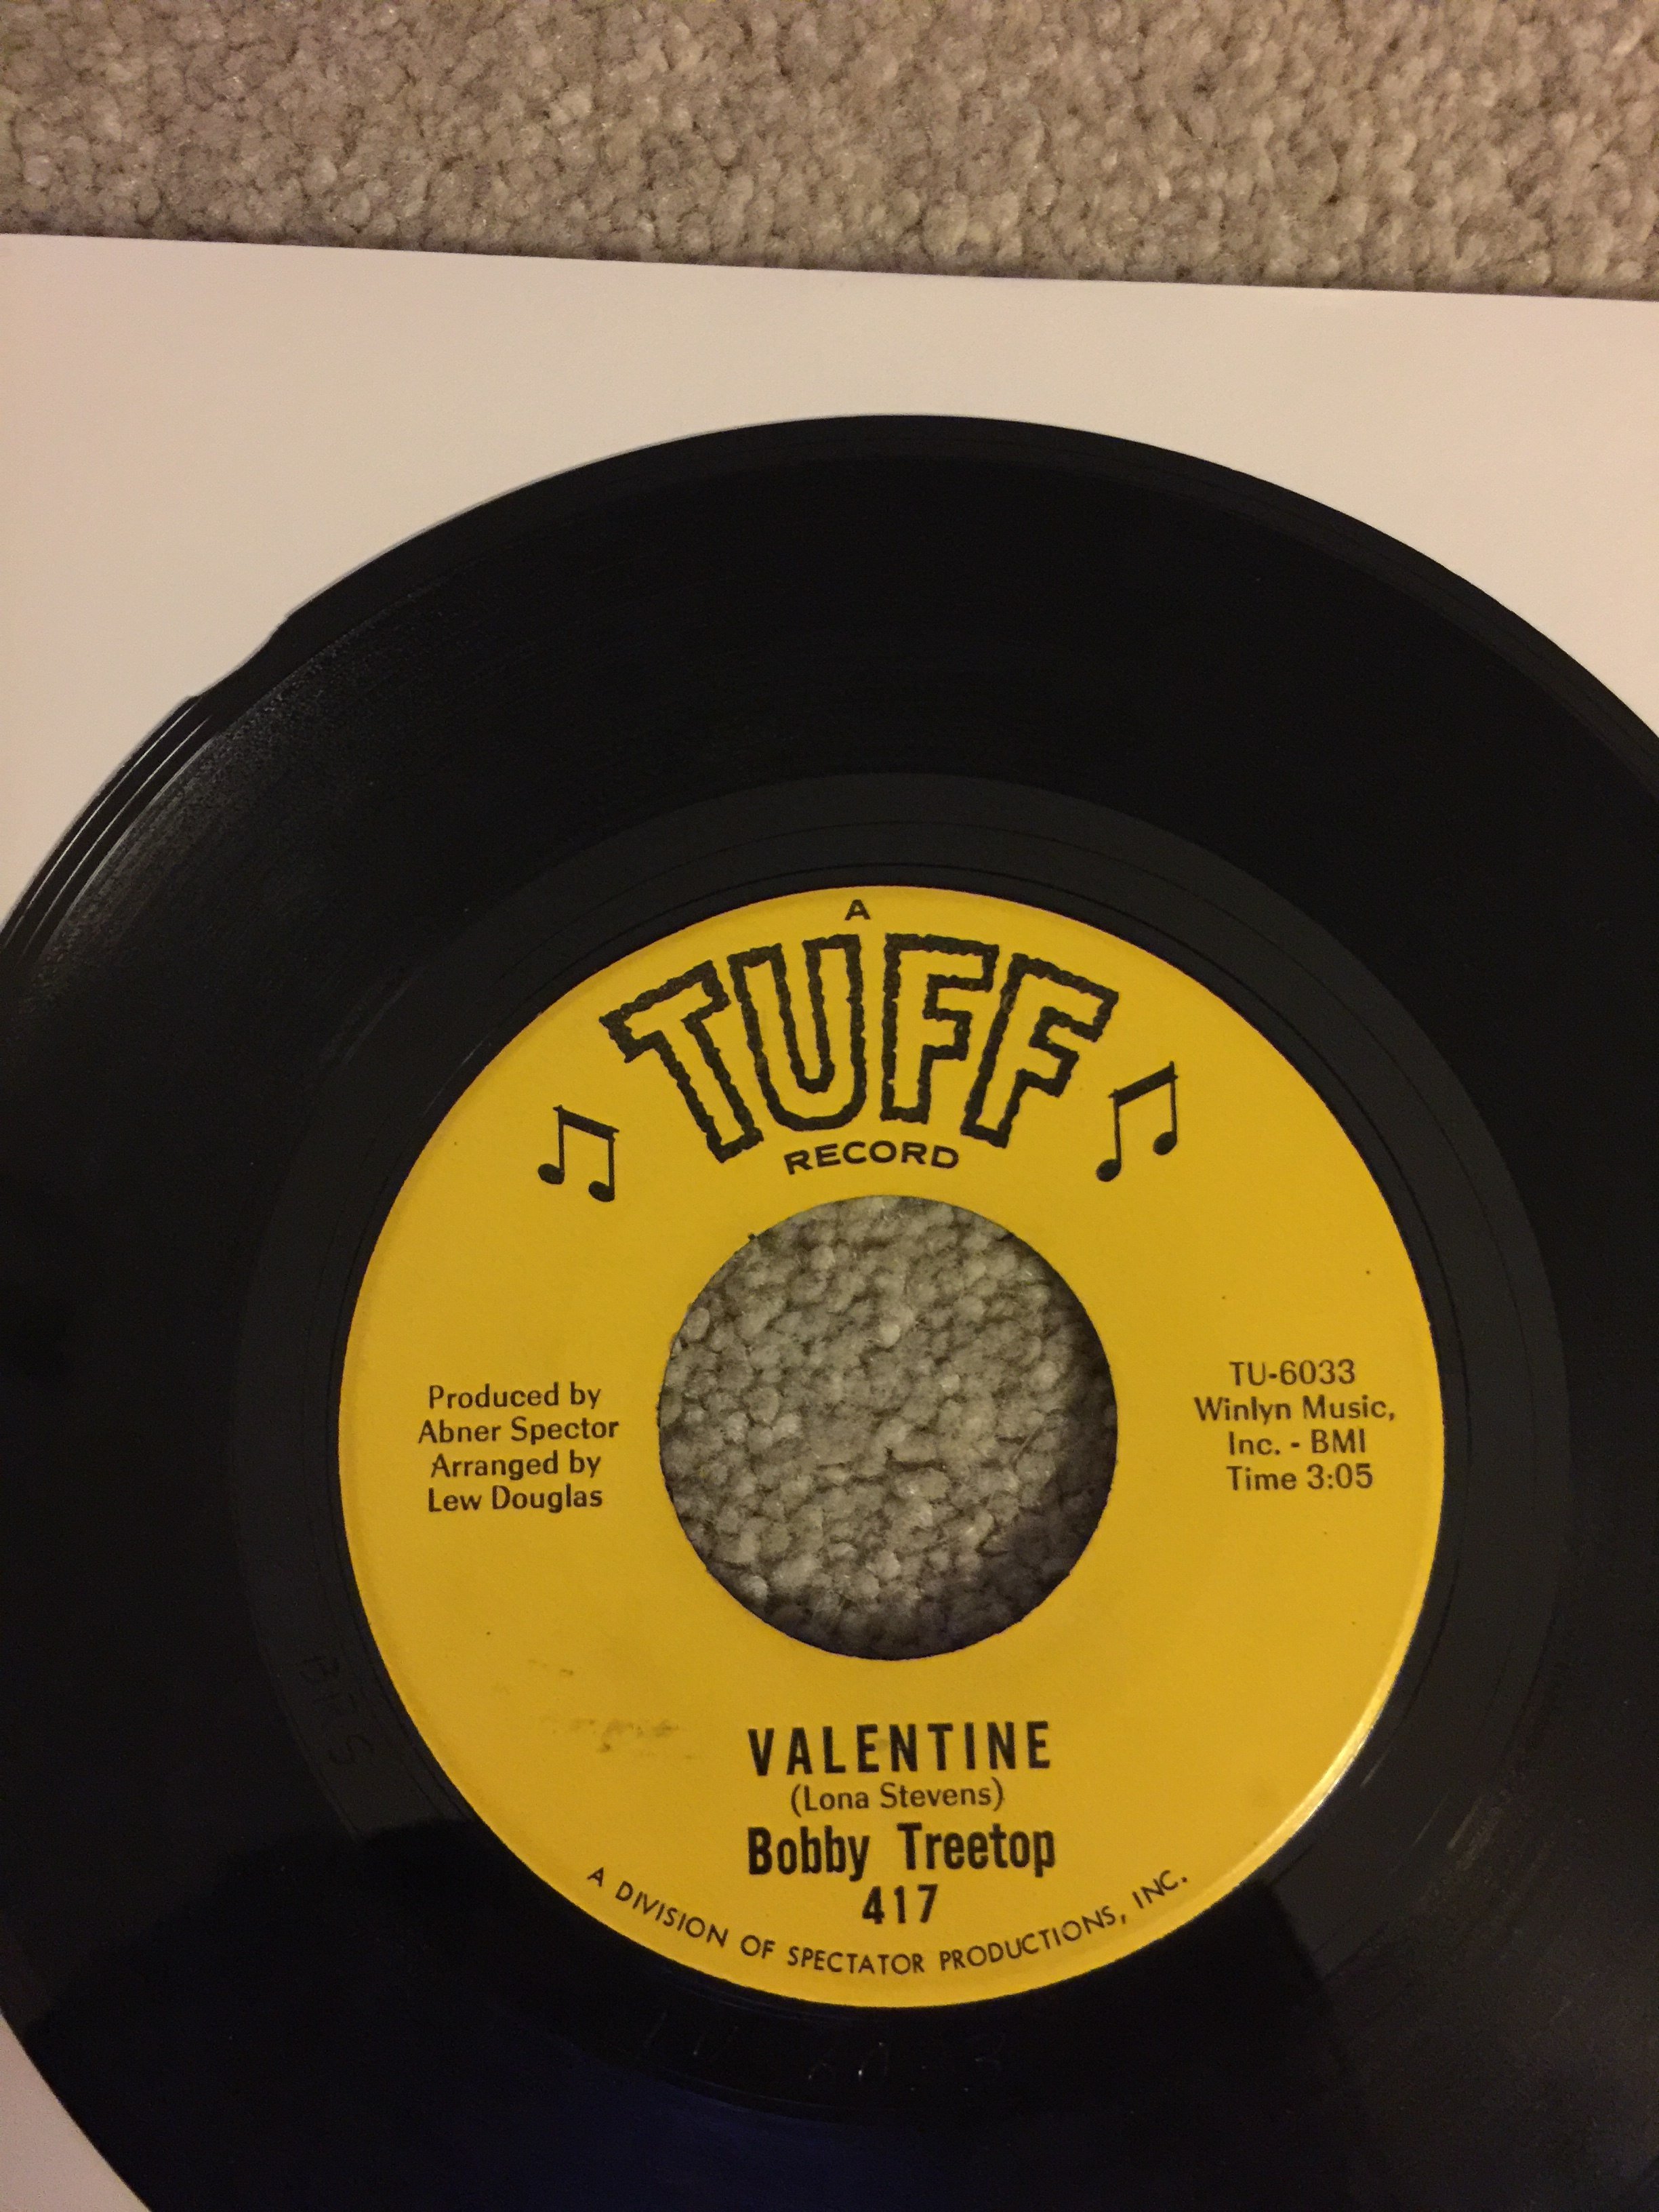 A
TUFF
RECORD
Produced by
Abner Spector
Arranged by
Lew Douglas
TU-6033
Winlyn Music,
Inc. - BMI
Time 3:05
VALENTINE
(Lona Stevens)
Bobby Treetop
417
A DIVISION OF SPECTATOR PRODUCTIONS, INC.